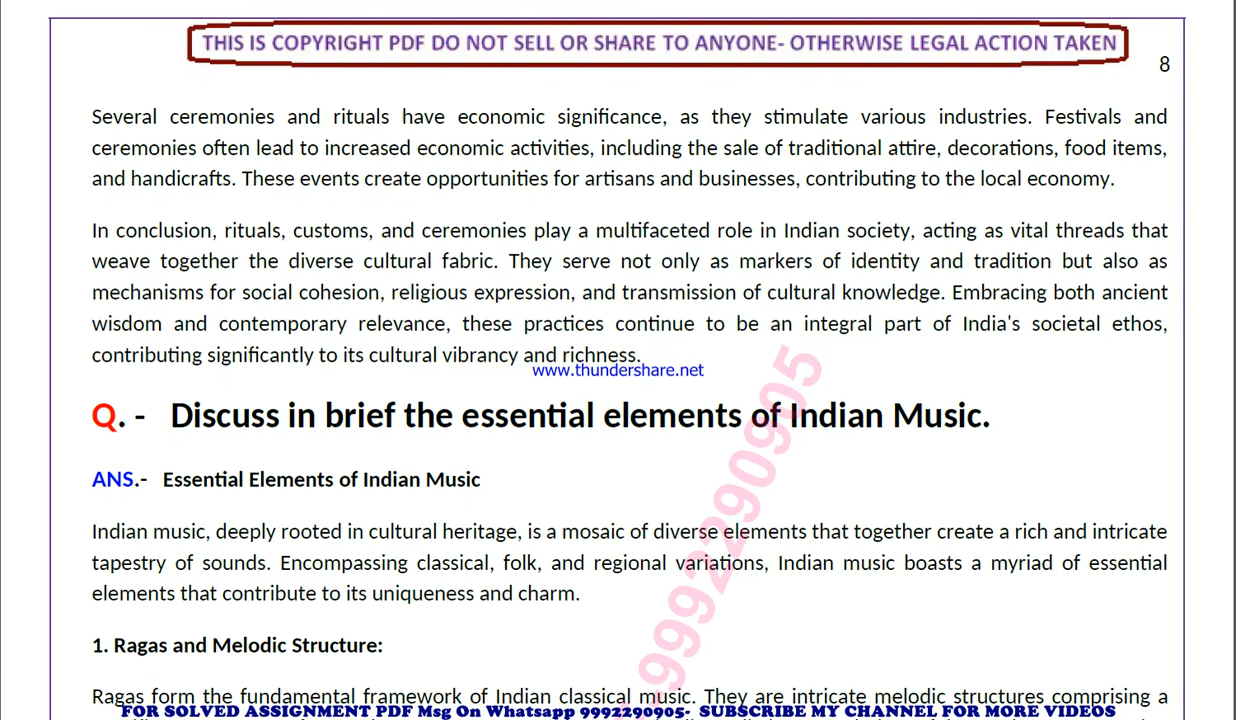 THIS IS COPYRIGHT PDF DO NOT SELL OR SHARE TO ANYONE- OTHERWISE LEGAL ACTION TAKEN
8
Several ceremonies and rituals have economic significance, as they stimulate various industries. Festivals and
ceremonies often lead to increased economic activities, including the sale of traditional attire, decorations, food items,
and handicrafts. These events create opportunities for artisans and businesses, contributing to the local economy.
In conclusion, rituals, customs, and ceremonies play a multifaceted role in Indian society, acting as vital threads that
weave together the diverse cultural fabric. They serve not only as markers of identity and tradition but also as
mechanisms for social cohesion, religious expression, and transmission of cultural knowledge. Embracing both ancient
wisdom and contemporary relevance, these practices continue to be an integral part of India's societal ethos,
contributing significantly to its cultural vibrancy and richness.
www.thundershare.net
Q. - Discuss in brief the essential elements of Indian Music.
ANS.- Essential Elements of Indian Music
Indian music, deeply rooted in cultural heritage, is a mosaic of diverse elements that together create a rich and intricate
tapestry of sounds. Encompassing classical, folk, and regional variations, Indian music boasts a myriad of essential
elements that contribute to its uniqueness and charm.
1. Ragas and Melodic Structure:
Ragas form the fundamental framework of Indian classical music. They are intricate melodic structures comprising a
FOR SOLVED ASSIGNMENT PDF Msg On Whatsapp 9992290905- SUBSCRIBE MY CHANNEL FOR MORE VIDEOS
-9992290905